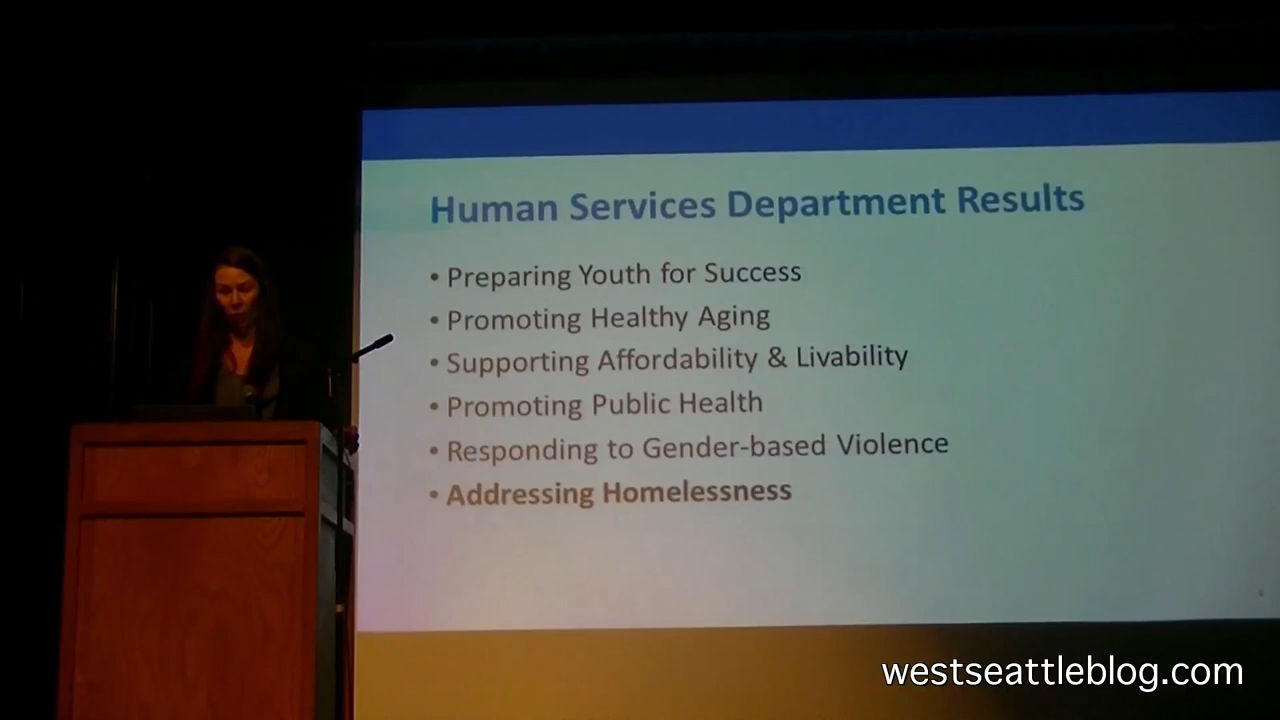 Human Services Department Results
• Preparing Youth for Success
• Promoting Healthy Aging
• Supporting Affordability & Livability
• Promoting Public Health
• Responding to Gender-based Violence
• Addressing Homelessness
westseattleblog.com